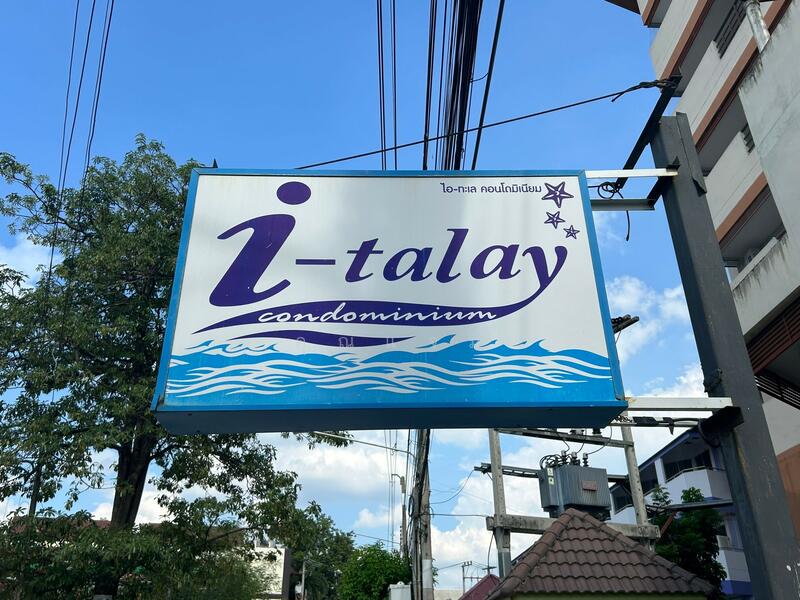 ไอ-ทะเล คอนโดมิเนียม
i-talay
condominium